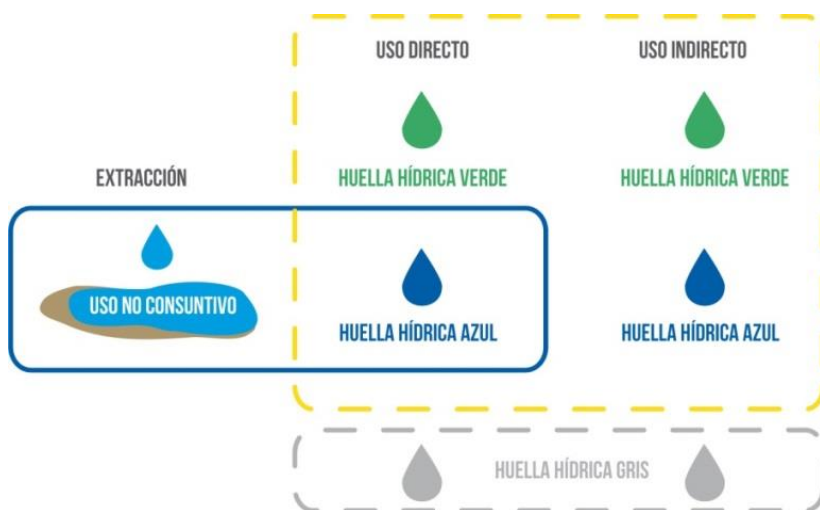 USO DIRECTO
USO INDIRECTO
HUELLA HÍDRICA VERDE
HUELLA HÍDRICA VERDE
EXTRACCIÓN
USO NO CONSUNTIVO
HUELLA HÍDRICA AZUL
HUELLA HÍDRICA AZUL
HUELLA HÍDRICA GRIS